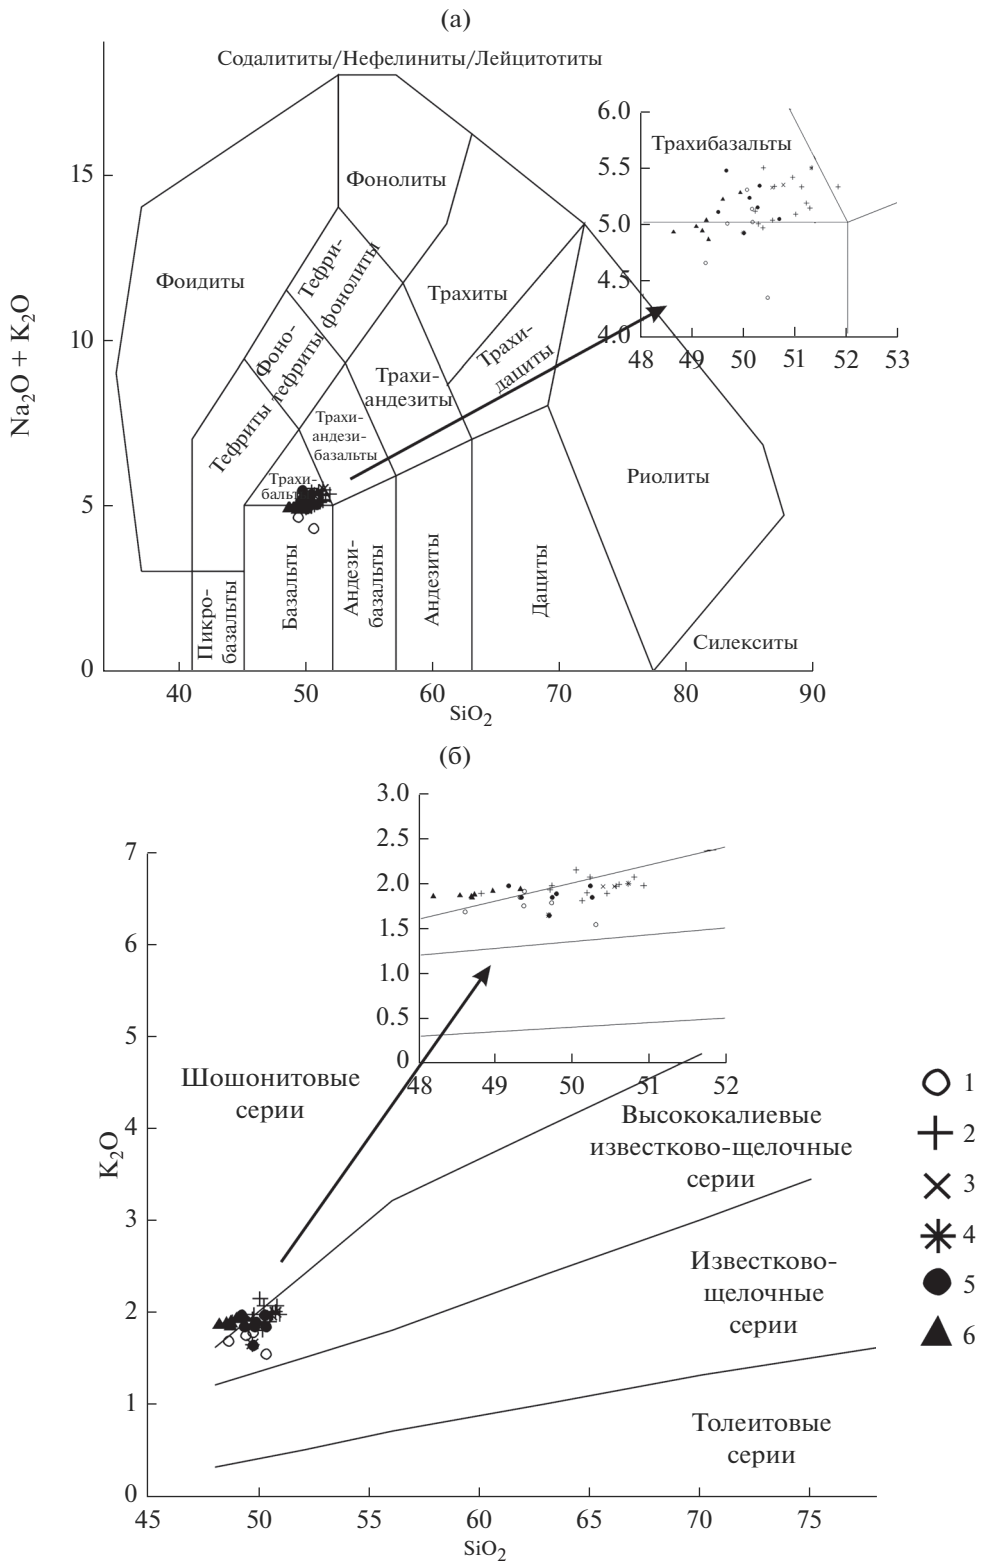 (а)
Содалититы/Нефелиниты/Лейцитотиты
Na2O + K2O
15
10
5
0
40
50
60
70
80
90
SiO2
Фонолиты
Фоидиты
Тефри-
фонолиты
Фоно-
тефриты
Тефриты
Трахиты
Трахи-
дациты
Трахи-
андезиты
Трахи-
андези-
базальты
Трахи-
бальты
Риолиты
Пикро-
базальты
Базальты
Андези-
базальты
Андезиты
Дациты
Силекситы
6.0
5.5
5.0
4.5
4.0
48
49
50
51
52
53
Трахибазальты
(б)
3.0
2.5
2.0
1.5
1.0
0.5
0
48
49
50
51
52
7
6
5
4
3
2
1
0
K2O
45
50
55
60
65
70
75
SiO2
Шошонитовые
серии
Высококалиевые
известково-щелочные
серии
Известково-
щелочные
серии
Толеитовые
серии
1
2
3
4
5
6